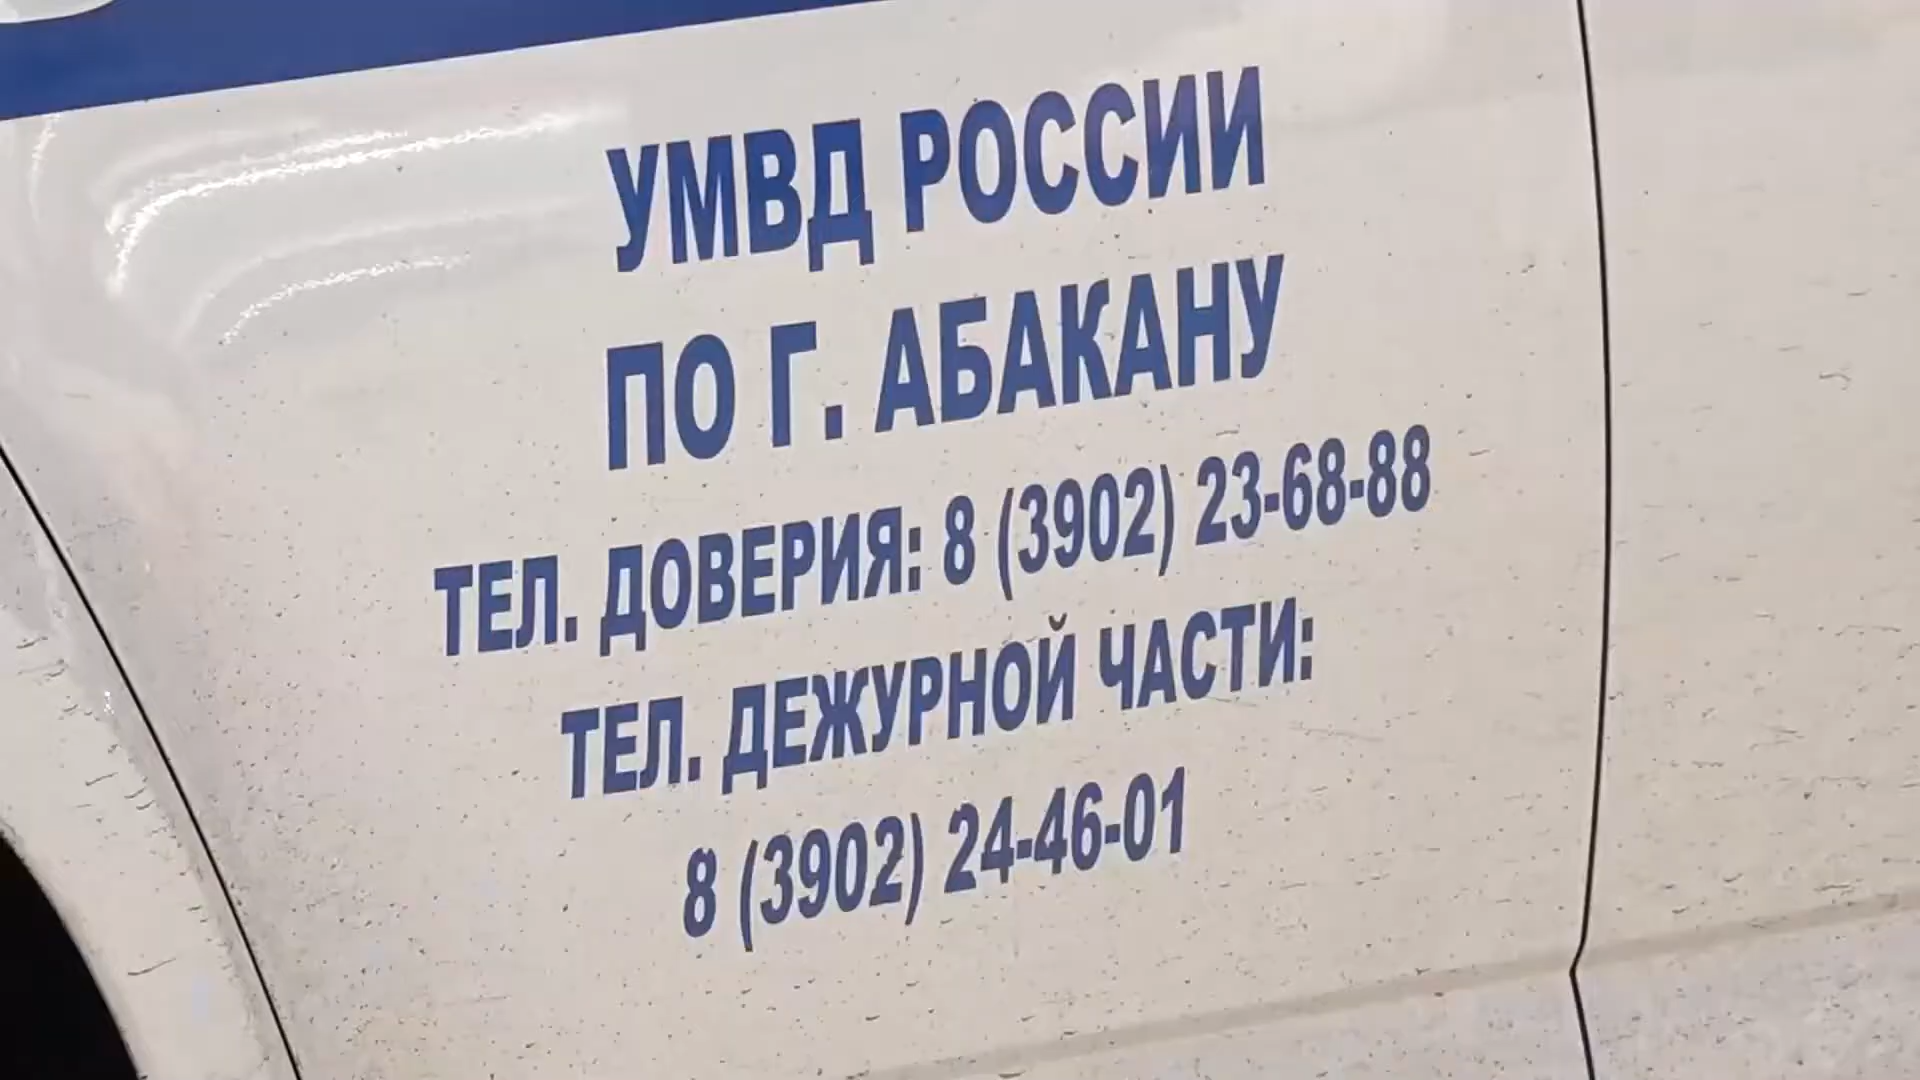 УМВД РОССИИ
ПО Г. АБАКАНУ
ТЕЛ. ДОВЕРИЯ: 8 (3902) 23-68-88
ТЕЛ. ДЕЖУРНОЙ ЧАСТИ:
8 (3902) 24-46-01